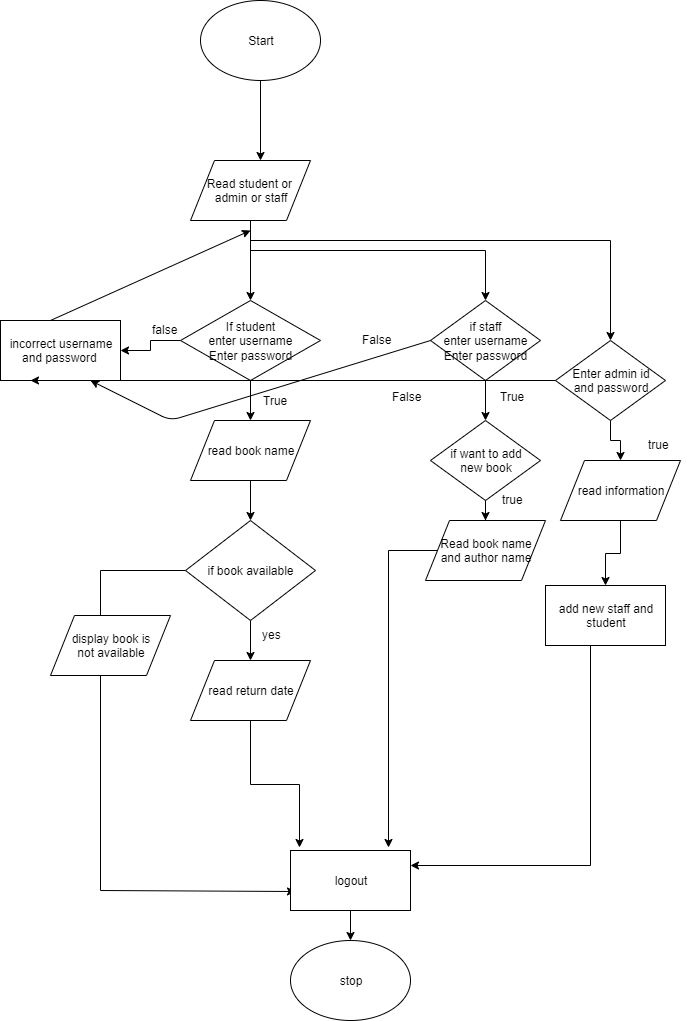 Start
Read student or
admin or staff
If student
enter username
Enter password
if staff
enter username
Enter password
false
False
incorrect username
and password
Enter admin id
and password
True
False
True
read book name
if want to add
new book
true
read information
true
Read book name
and author name
if book available
add new staff and
student
yes
display book is
not available
read return date
logout
stop